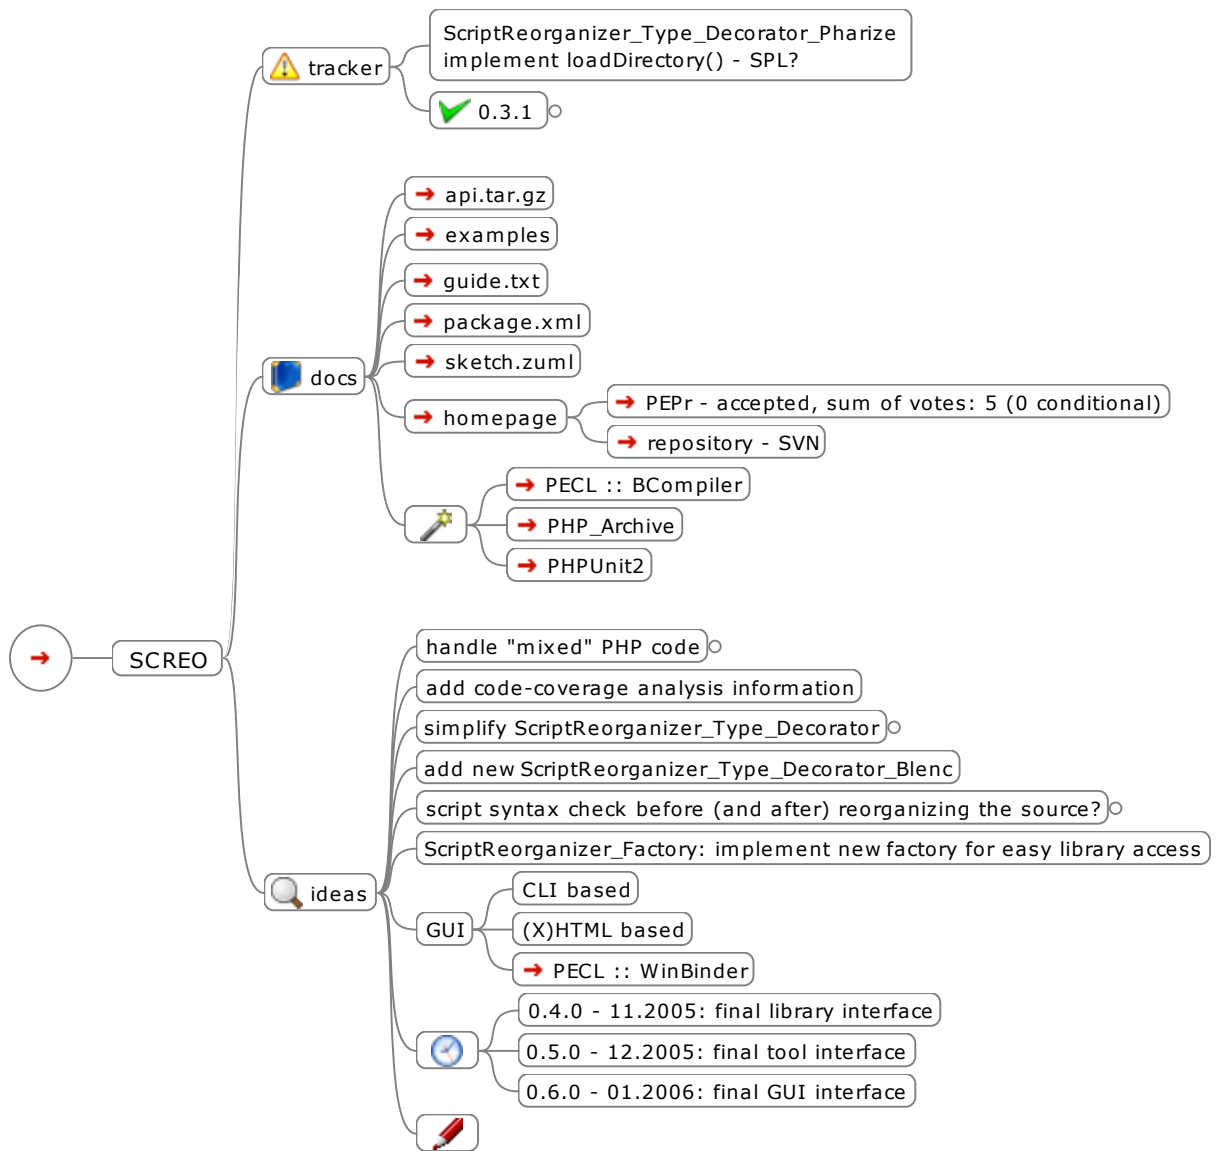 ScriptReorganizer_Type_Decorator_Pharize
implement loadDirectory() - SPL?
tracker
0.3.1
api.tar.gz
examples
guide.txt
package.xml
sketch.zuml
docs
homepage
PEPr - accepted, sum of votes: 5 (0 conditional)
repository - SVN
PECL :: BCompiler
PHP_Archive
PHPUnit2
SCREO
handle "mixed" PHP code
add code-coverage analysis information
simplify ScriptReorganizer_Type_Decorator
add new ScriptReorganizer_Type_Decorator_Blenc
script syntax check before (and after) reorganizing the source?
ScriptReorganizer_Factory: implement new factory for easy library access
ideas
GUI
CLI based
(X)HTML based
PECL :: WinBinder
0.4.0 - 11.2005: final library interface
0.5.0 - 12.2005: final tool interface
0.6.0 - 01.2006: final GUI interface